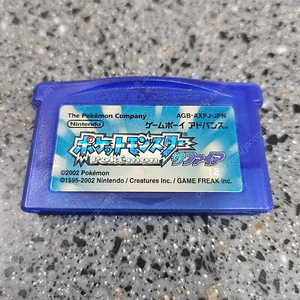 The Pokémon Company AGB-AXPJ-JPN
Nintendo ゲームボーイ アドバンス™
ポケットモンスター
POKéMON サファイア
©2002 Pokémon
©1995-2002 Nintendo / Creatures Inc. / GAME FREAK inc.